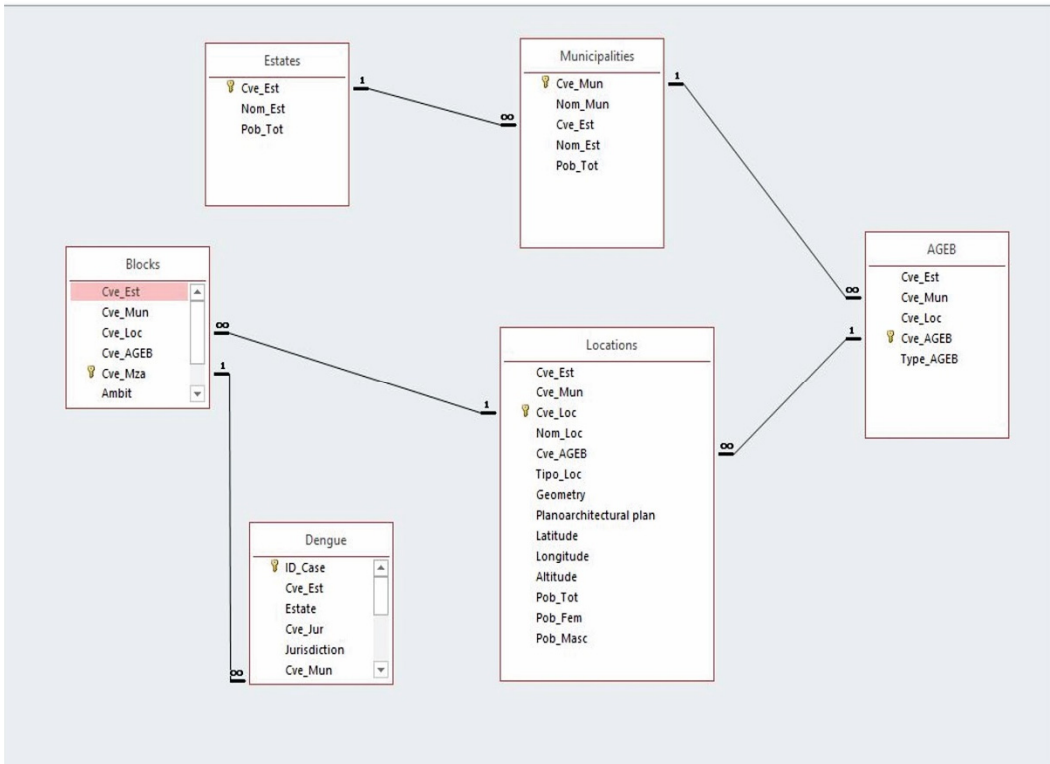 Estates
Cve_Est
Nom_Est
Pob_Tot
1
∞
Municipalities
Cve_Mun
Nom_Mun
Cve_Est
Nom_Est
Pob_Tot
1
∞
AGEB
Cve_Est
Cve_Mun
Cve_Loc
Cve_AGEB
Type_AGEB
1
∞
Blocks
Cve_Est
Cve_Mun
Cve_Loc
Cve_AGEB
Cve_Mza
Ambit
∞
1
1
Locations
Cve_Est
Cve_Mun
Cve_Loc
Nom_Loc
Cve_AGEB
Tipo_Loc
Geometry
Planoarchitectural plan
Latitude
Longitude
Altitude
Pob_Tot
Pob_Fem
Pob_Masc
Dengue
ID_Case
Cve_Est
Estate
Cve_Jur
Jurisdiction
Cve_Mun
∞